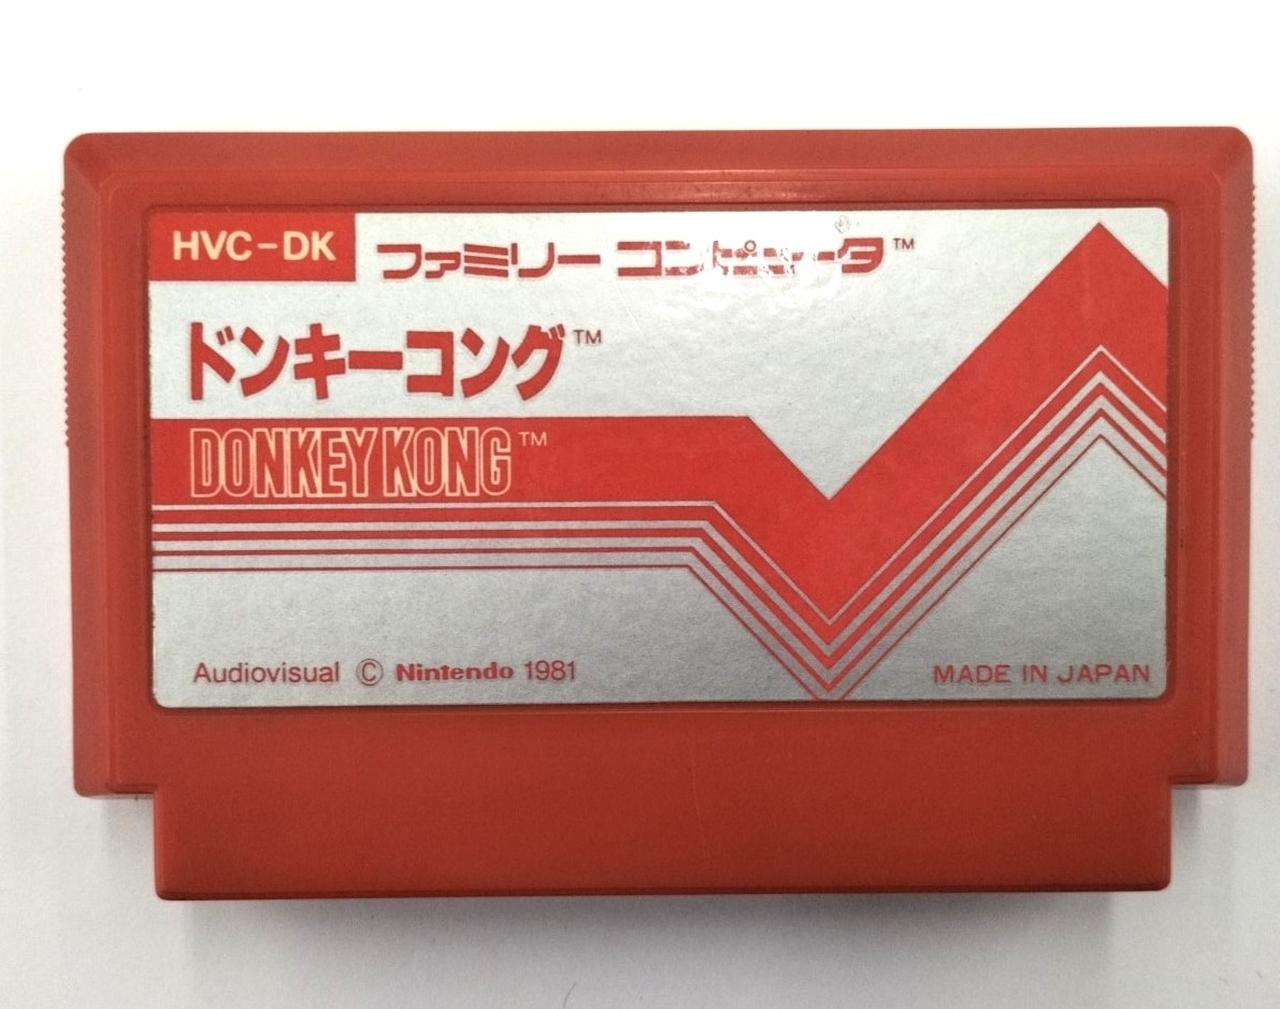 HVC-DK
ファミリー コンピュータ™
ドンキーコング™
DONKEY KONG™
Audiovisual © Nintendo 1981
MADE IN JAPAN